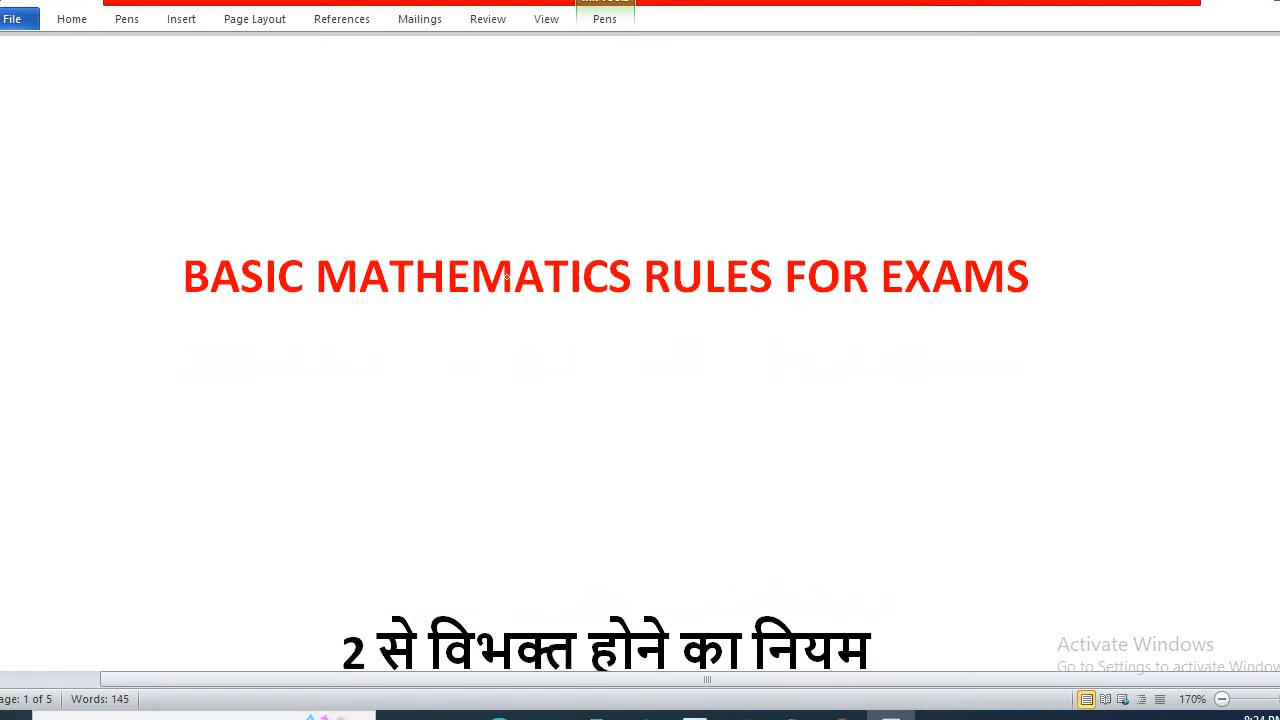 File Home Pens Insert Page Layout References Mailings Review View Pens
BASIC MATHEMATICS RULES FOR EXAMS
2 से विभक्त होने का नियम
Activate Windows
Go to Settings to activate Window
age: 1 of 5 Words: 145 170%